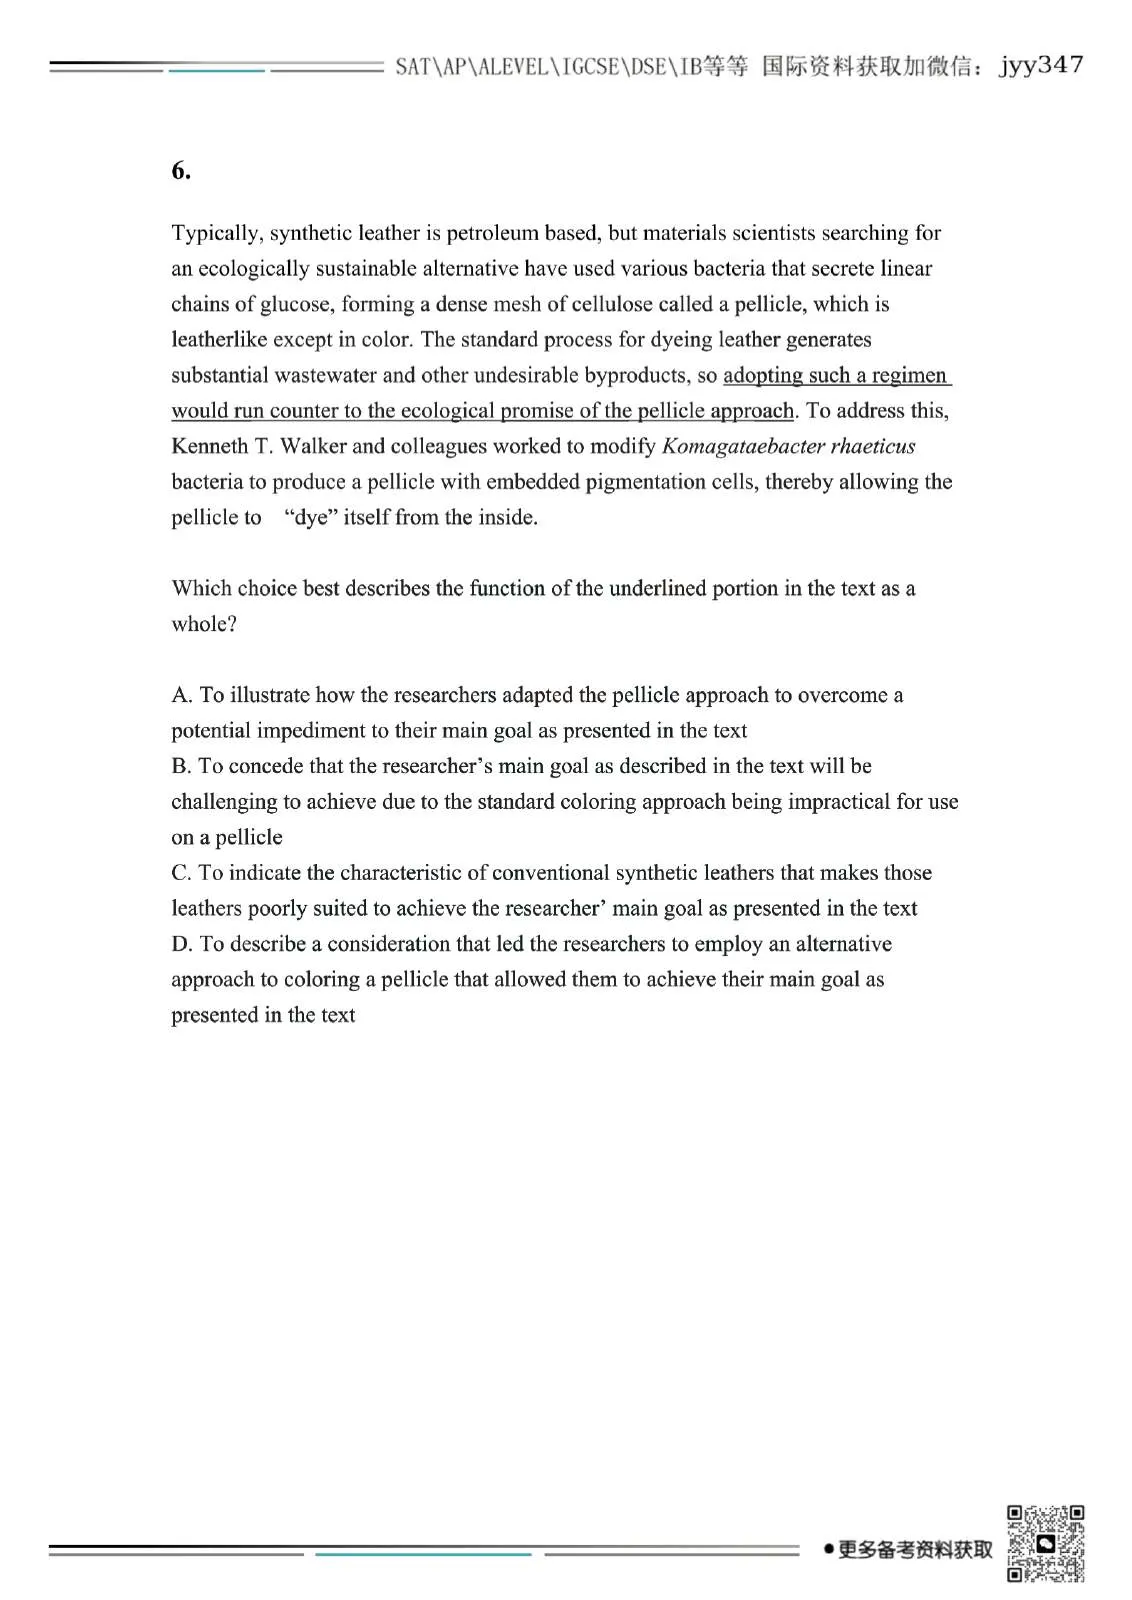 SAT\AP\ALEVEL\IGCSE\DSE\IB等等 国际资料获取加微信：jyy347
6.
Typically, synthetic leather is petroleum based, but materials scientists searching for
an ecologically sustainable alternative have used various bacteria that secrete linear
chains of glucose, forming a dense mesh of cellulose called a pellicle, which is
leatherlike except in color. The standard process for dyeing leather generates
substantial wastewater and other undesirable byproducts, so adopting such a regimen
would run counter to the ecological promise of the pellicle approach. To address this,
Kenneth T. Walker and colleagues worked to modify Komagataebacter rhaeticus
bacteria to produce a pellicle with embedded pigmentation cells, thereby allowing the
pellicle to “dye” itself from the inside.
Which choice best describes the function of the underlined portion in the text as a
whole?
A. To illustrate how the researchers adapted the pellicle approach to overcome a
potential impediment to their main goal as presented in the text
B. To concede that the researcher’s main goal as described in the text will be
challenging to achieve due to the standard coloring approach being impractical for use
on a pellicle
C. To indicate the characteristic of conventional synthetic leathers that makes those
leathers poorly suited to achieve the researcher’ main goal as presented in the text
D. To describe a consideration that led the researchers to employ an alternative
approach to coloring a pellicle that allowed them to achieve their main goal as
presented in the text
●更多备考资料获取